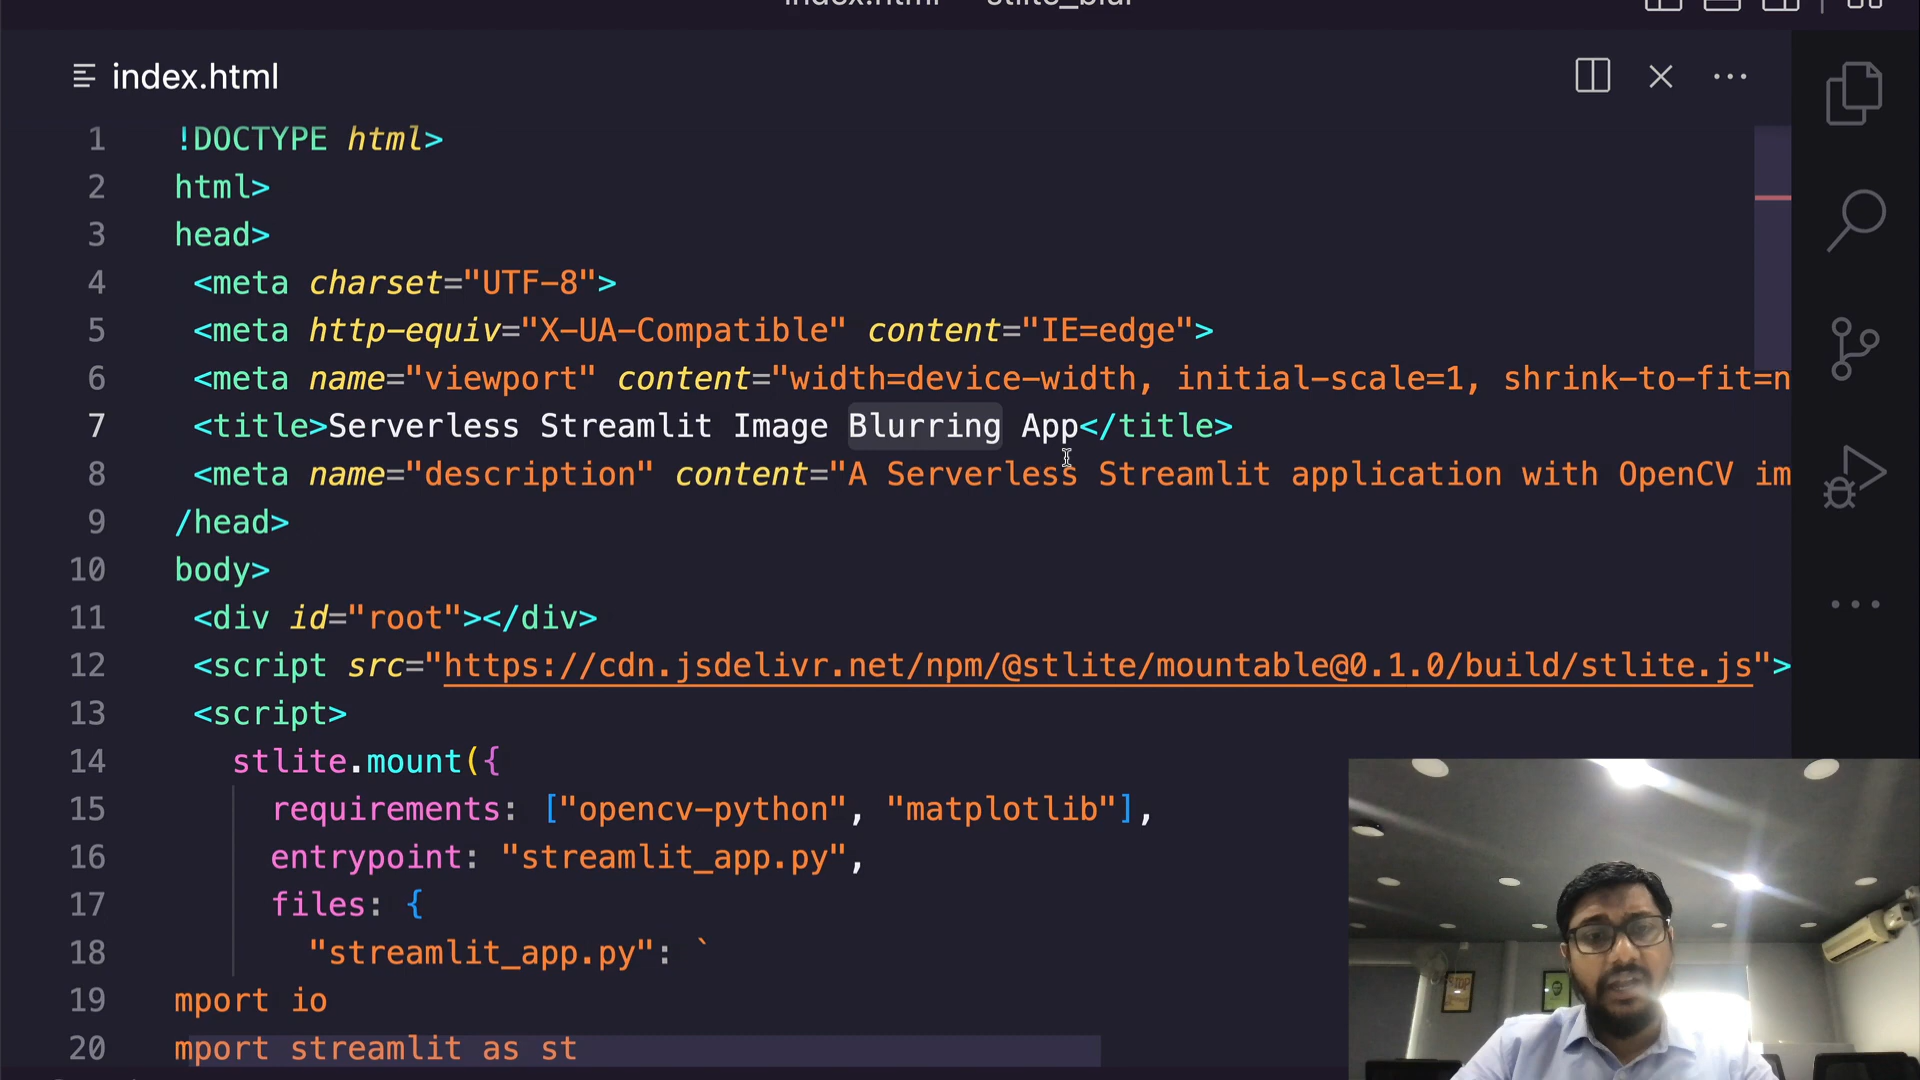 index.html
index.html
1 !DOCTYPE html>
2 html>
3 head>
4 <meta charset="UTF-8">
5 <meta http-equiv="X-UA-Compatible" content="IE=edge">
6 <meta name="viewport" content="width=device-width, initial-scale=1, shrink-to-fit=n
7 <title>Serverless Streamlit Image Blurring App</title>
8 <meta name="description" content="A Serverless Streamlit application with OpenCV im
9 /head>
10 body>
11 <div id="root"></div>
12 <script src="https://cdn.jsdelivr.net/npm/@stlite/mountable@0.1.0/build/stlite.js">
13 <script>
14 stlite.mount({
15 requirements: ["opencv-python", "matplotlib"],
16 entrypoint: "streamlit_app.py",
17 files: {
18 "streamlit_app.py": `
19 mport io
20 mport streamlit as st